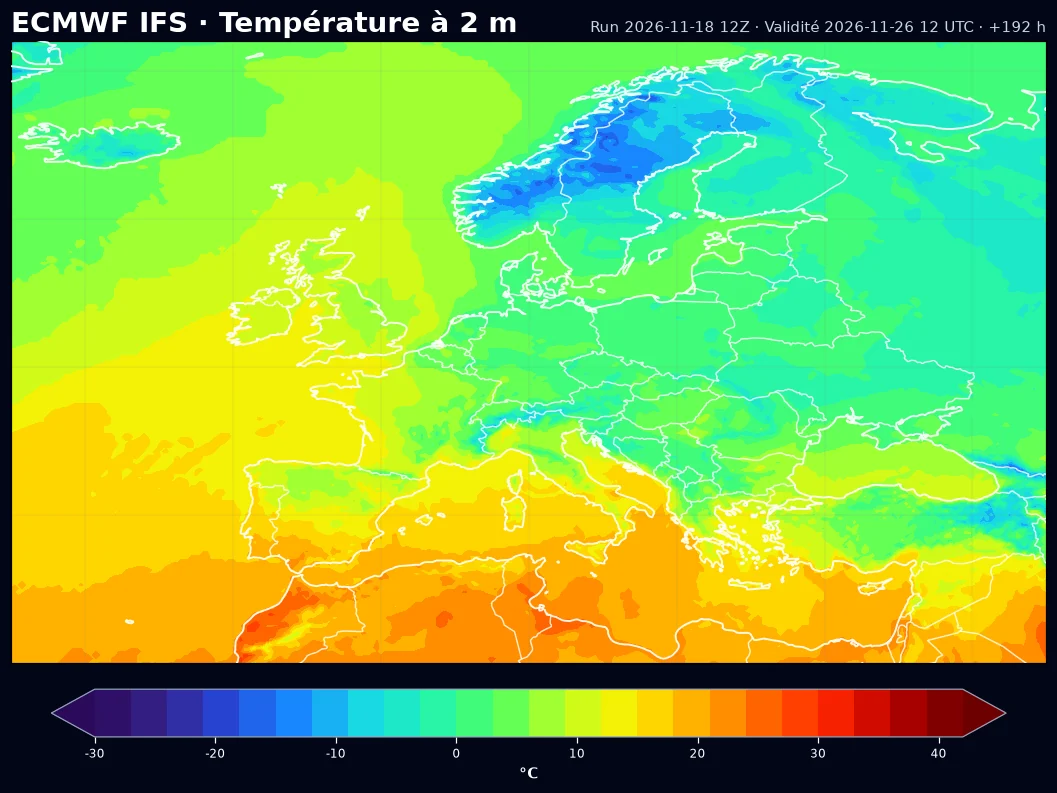 ECMWF IFS · Température à 2 m
Run 2026-11-18 12Z · Validité 2026-11-26 12 UTC · +192 h
-30 -20 -10 0 10 20 30 40
°C